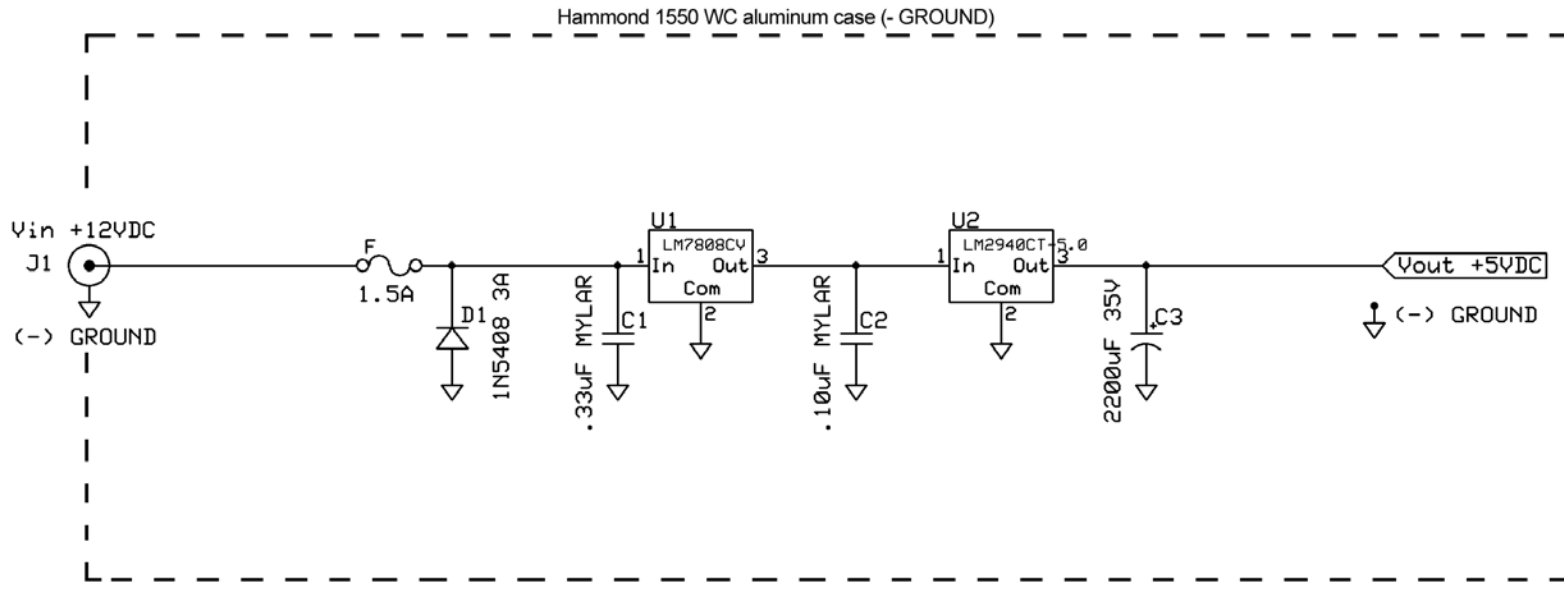 Hammond 1550 WC aluminum case (- GROUND)
Vin +12VDC
J1
(-) GROUND
F
1.5A
D1
1N5408 3A
.33uF MYLAR
C1
U1
LM7808CV
1
In
Out
3
Com
2
.10uF MYLAR
C2
U2
LM2940CT-5.0
1
In
Out
3
Com
2
2200uF 35V
+
C3
Vout +5VDC
(-) GROUND